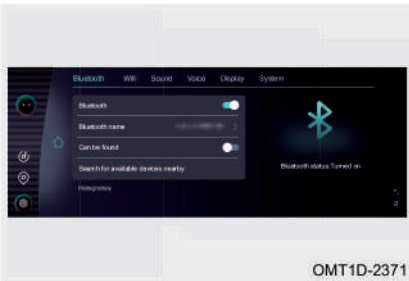 Bluetooth Wifi Sound Voice Display System
Bluetooth
Bluetooth name
Can be found
Search for available devices nearby
Bluetooth status:Turned on
OMT1D-2371